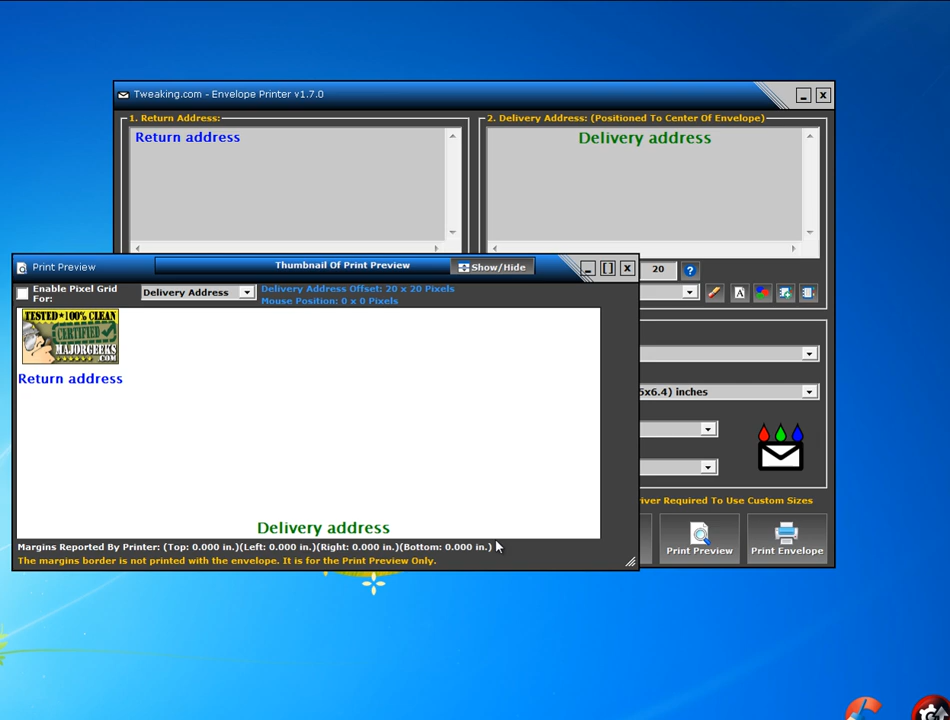 Tweaking.com - Envelope Printer v1.7.0
1. Return Address:
2. Delivery Address: (Positioned To Center Of Envelope)
Return address
Delivery address
Print Preview
Thumbnail Of Print Preview
Show/Hide
20
?
Enable Pixel Grid
For:
Delivery Address
Delivery Address Offset: 20 x 20 Pixels
Mouse Position: 0 x 0 Pixels
A
TESTED*100% CLEAN
CERTIFIED
MAJORGEEKS
.COM
Return address
5x6.4) inches
iver Required To Use Custom Sizes
Delivery address
Margins Reported By Printer: (Top: 0.000 in.)(Left: 0.000 in.)(Right: 0.000 in.)(Bottom: 0.000 in.)
The margins border is not printed with the envelope. It is for the Print Preview Only.
Print Preview
Print Envelope